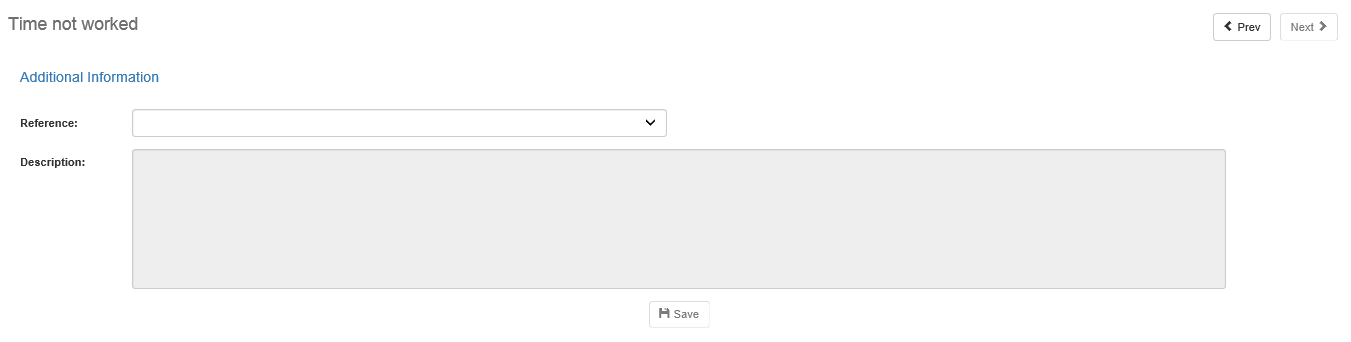 Time not worked
Prev
Next
Additional Information
Reference:
Description:
Save